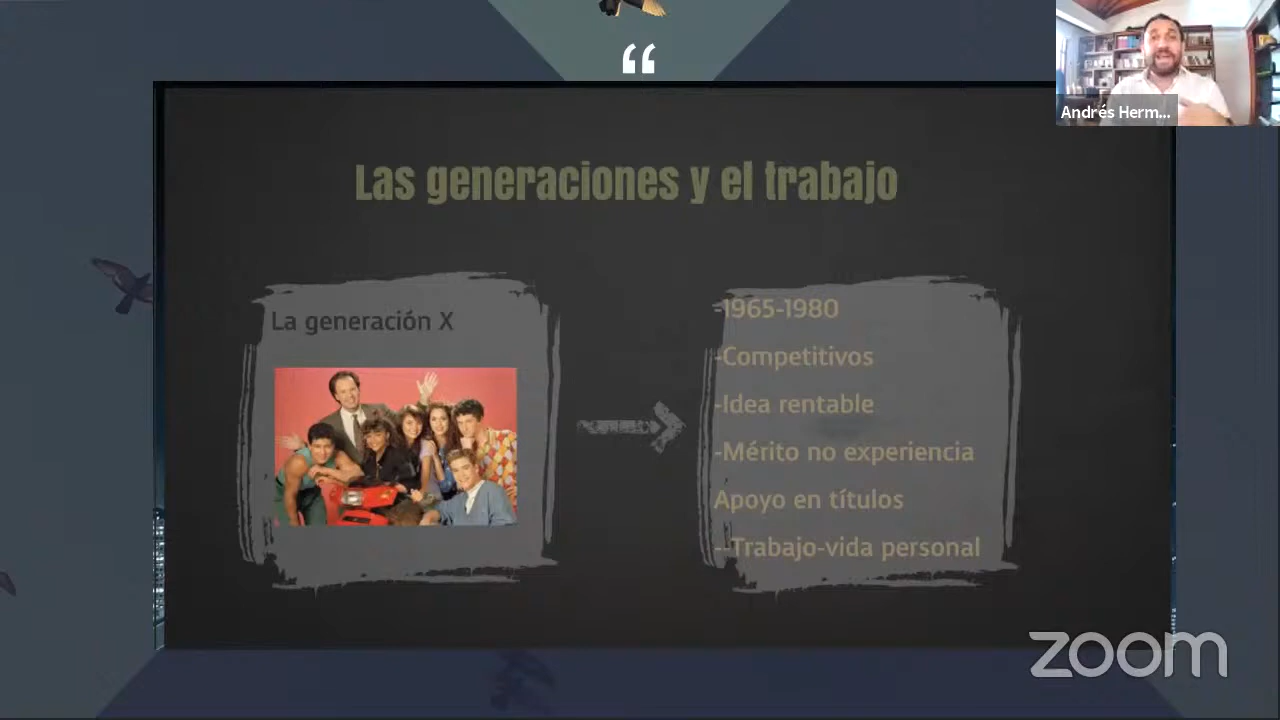 “
Andrés Herm...
Las generaciones y el trabajo
La generación X
-1965-1980
-Competitivos
-Idea rentable
-Mérito no experiencia
Apoyo en títulos
--Trabajo-vida personal
zoom